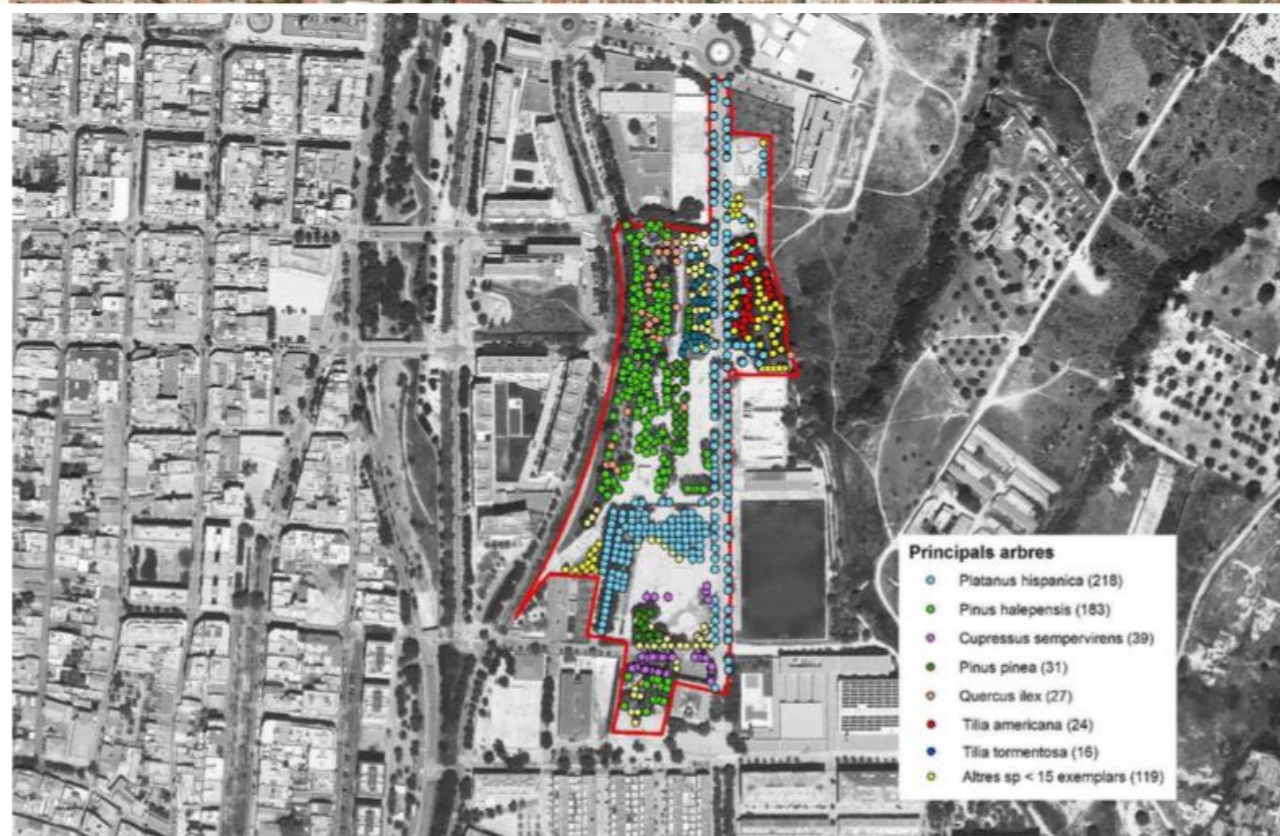 Principals arbres
Platanus hispanica (218)
Pinus halepensis (183)
Cupressus sempervirens (39)
Pinus pinea (31)
Quercus ilex (27)
Tilia americana (24)
Tilia tormentosa (16)
Altres sp < 15 exemplars (119)